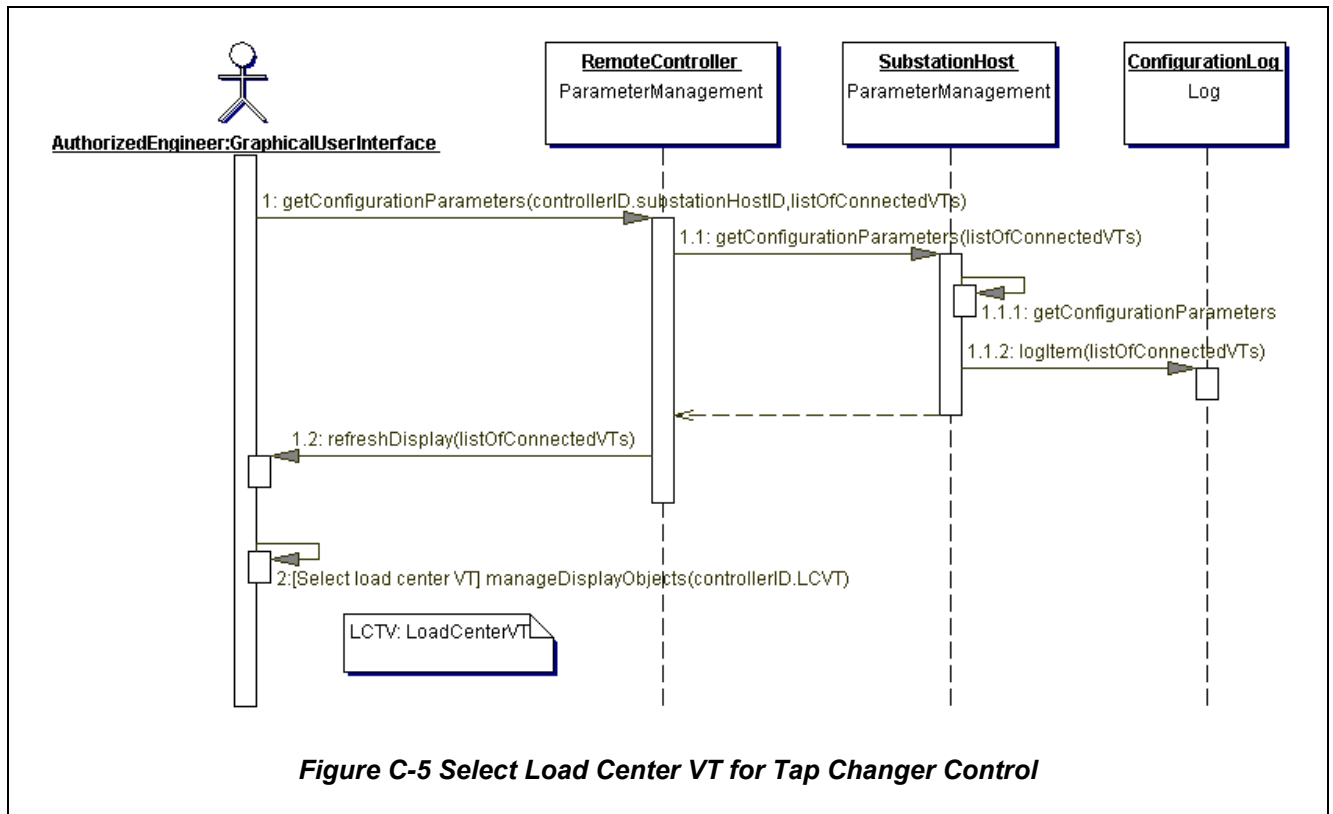 RemoteController
ParameterManagement
SubstationHost
ParameterManagement
ConfigurationLog
Log
AuthorizedEngineer:GraphicalUserInterface
1: getConfigurationParameters(controllerID.substationHostID,listOfConnectedVTs)
1.1: getConfigurationParameters(listOfConnectedVTs)
1.1.1: getConfigurationParameters
1.1.2: logItem(listOfConnectedVTs)
1.2: refreshDisplay(listOfConnectedVTs)
2:[Select load center VT] manageDisplayObjects(controllerID.LCVT)
LCTV: LoadCenterVT
Figure C-5 Select Load Center VT for Tap Changer Control